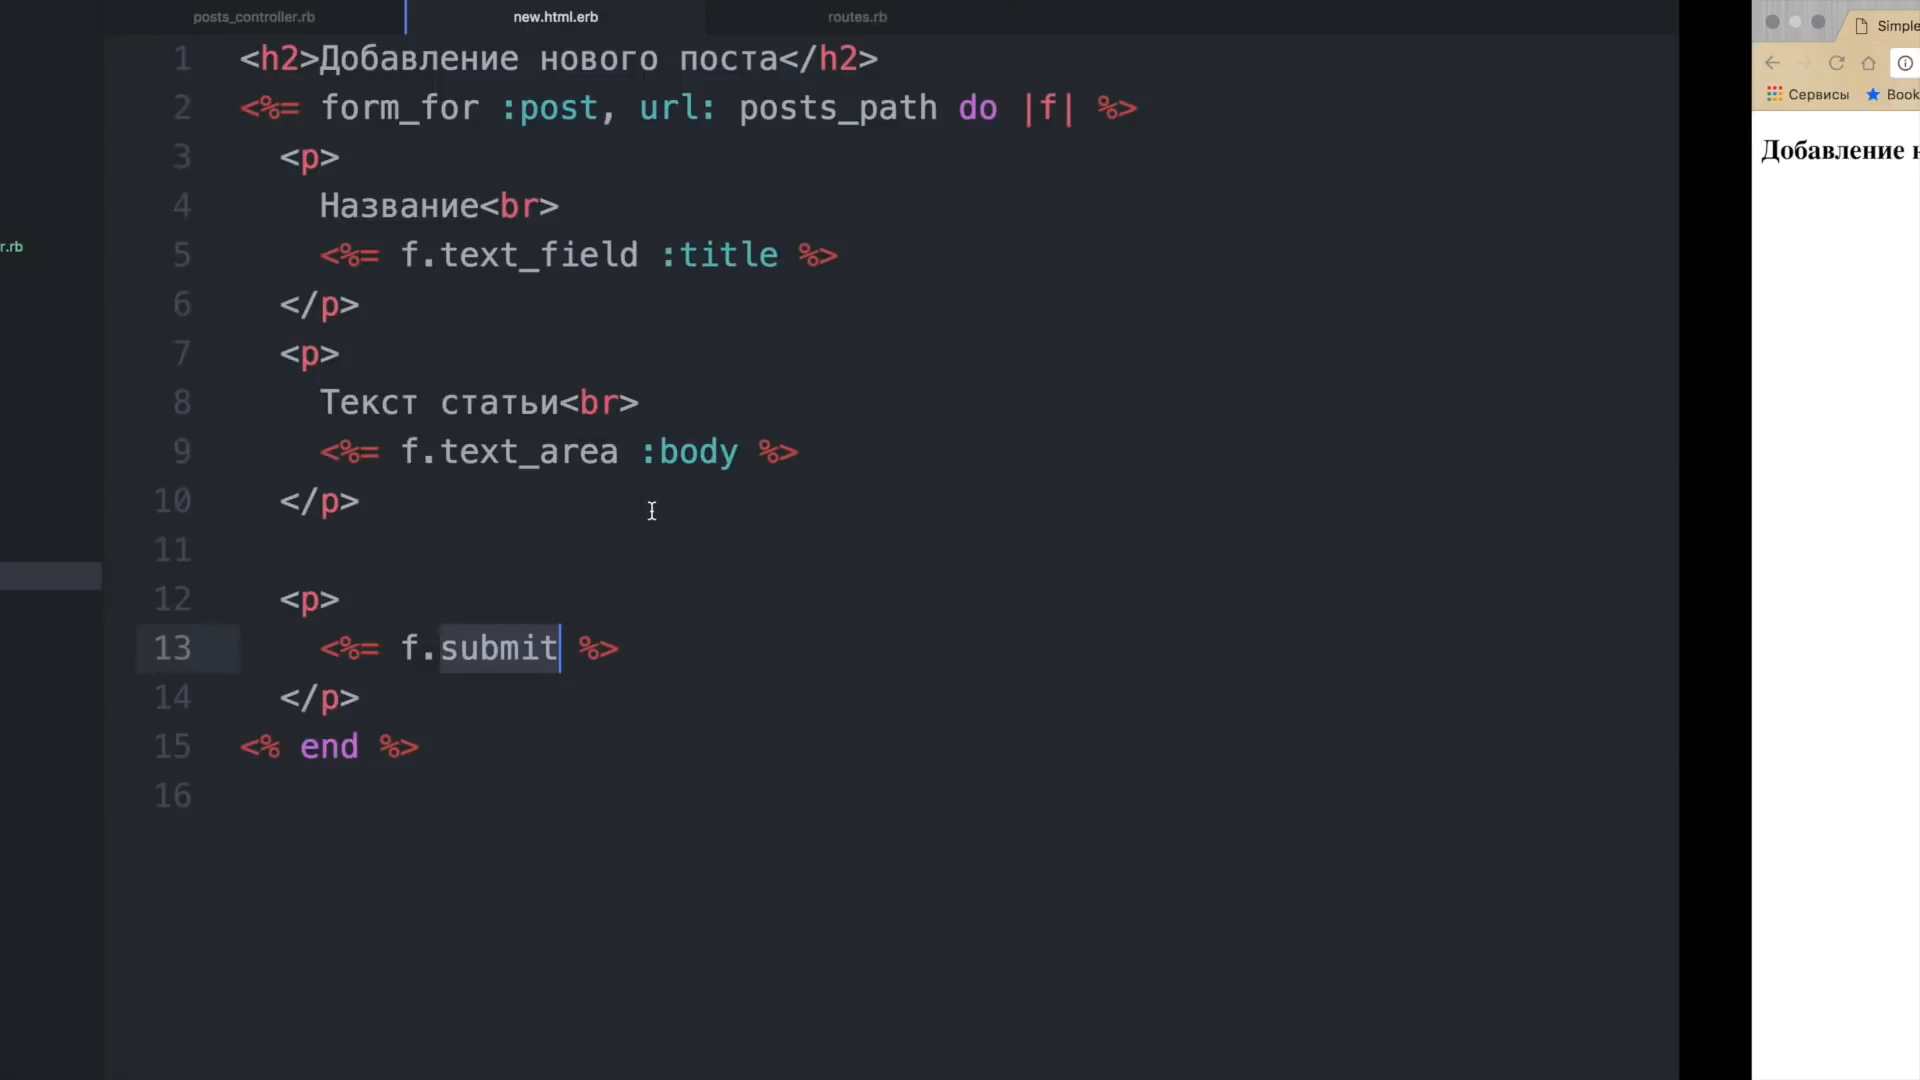 posts_controller.rb
new.html.erb
routes.rb
1 <h2>Добавление нового поста</h2>
2 <%= form_for :post, url: posts_path do |f| %>
3 <p>
4 Название<br>
5 <%= f.text_field :title %>
6 </p>
7 <p>
8 Текст статьи<br>
9 <%= f.text_area :body %>
10 </p>
11
12 <p>
13 <%= f.submit %>
14 </p>
15 <% end %>
16
r.rb
Simple
Сервисы
Book
Добавление н